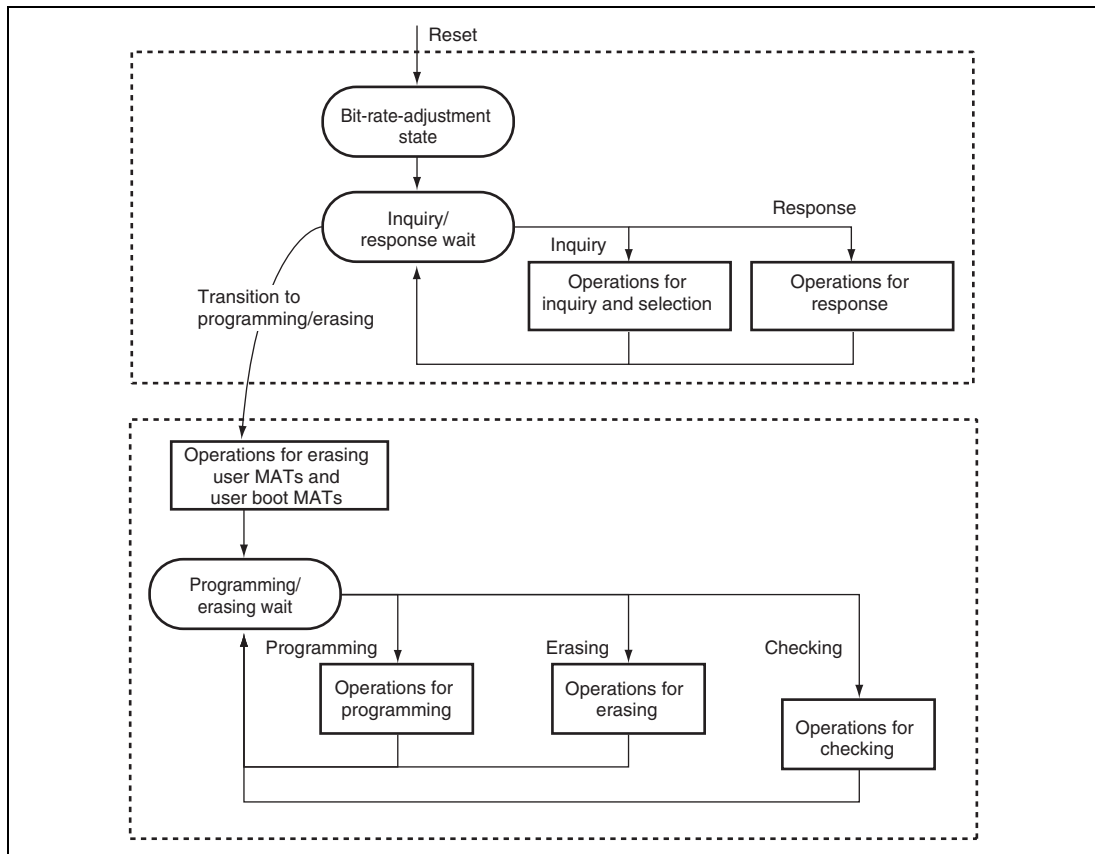 Reset
Bit-rate-adjustment
state
Inquiry/
response wait
Response
Inquiry
Operations for
inquiry and selection
Operations for
response
Transition to
programming/erasing
Operations for erasing
user MATs and
user boot MATs
Programming/
erasing wait
Programming
Erasing
Checking
Operations for
programming
Operations for
erasing
Operations for
checking